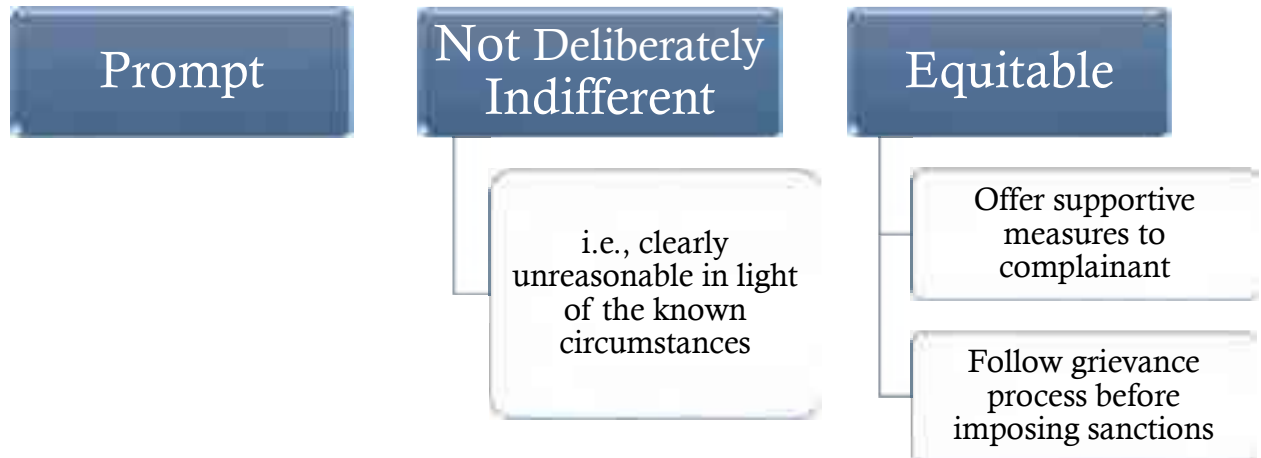 Prompt
Not Deliberately
Indifferent
i.e., clearly
unreasonable in light
of the known
circumstances
Equitable
Offer supportive
measures to
complainant
Follow grievance
process before
imposing sanctions